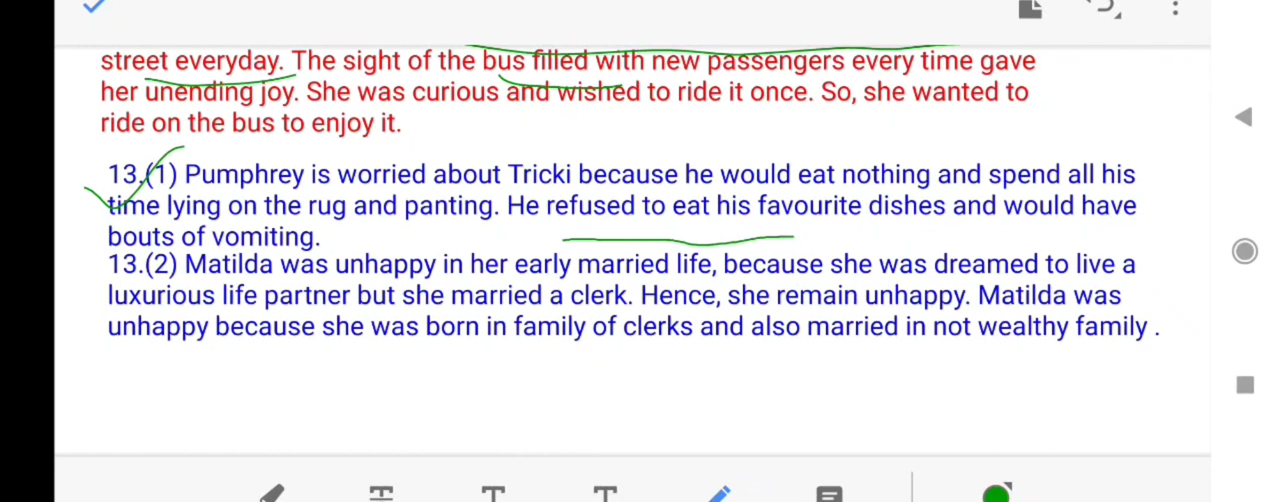 street everyday. The sight of the bus filled with new passengers every time gave
her unending joy. She was curious and wished to ride it once. So, she wanted to
ride on the bus to enjoy it.
13.(1) Pumphrey is worried about Tricki because he would eat nothing and spend all his
time lying on the rug and panting. He refused to eat his favourite dishes and would have
bouts of vomiting.
13.(2) Matilda was unhappy in her early married life, because she was dreamed to live a
luxurious life partner but she married a clerk. Hence, she remain unhappy. Matilda was
unhappy because she was born in family of clerks and also married in not wealthy family .